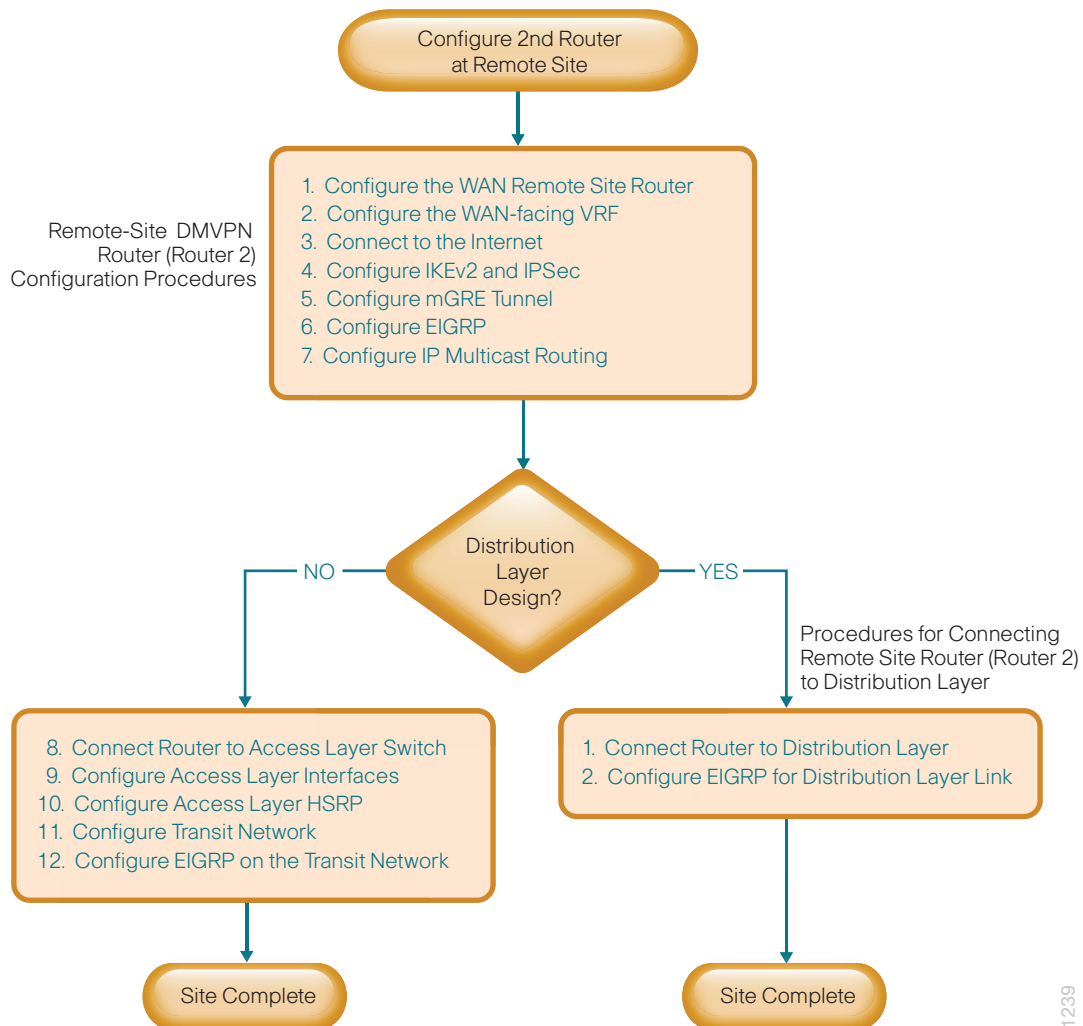 Configure 2nd Router
at Remote Site
Remote-Site DMVPN
Router (Router 2)
Configuration Procedures
1. Configure the WAN Remote Site Router
2. Configure the WAN-facing VRF
3. Connect to the Internet
4. Configure IKEv2 and IPSec
5. Configure mGRE Tunnel
6. Configure EIGRP
7. Configure IP Multicast Routing
Distribution
Layer
Design?
NO
YES
Procedures for Connecting
Remote Site Router (Router 2)
to Distribution Layer
8. Connect Router to Access Layer Switch
9. Configure Access Layer Interfaces
10. Configure Access Layer HSRP
11. Configure Transit Network
12. Configure EIGRP on the Transit Network
1. Connect Router to Distribution Layer
2. Configure EIGRP for Distribution Layer Link
Site Complete
Site Complete
1239